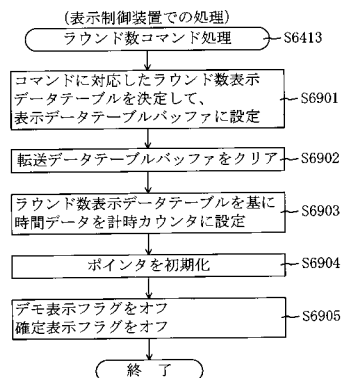 (表示制御装置での処理)
ラウンド数コマンド処理
S6413
コマンドに対応したラウンド数表示
データテーブルを決定して、
表示データテーブルバッファに設定
S6901
転送データテーブルバッファをクリア
S6902
ラウンド数表示データテーブルを基に
時間データを計時カウンタに設定
S6903
ポインタを初期化
S6904
デモ表示フラグをオフ
確定表示フラグをオフ
S6905
終 了